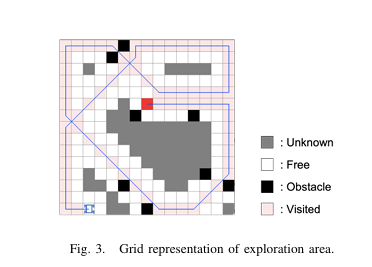 : Unknown
: Free
: Obstacle
: Visited
Fig. 3. Grid representation of exploration area.